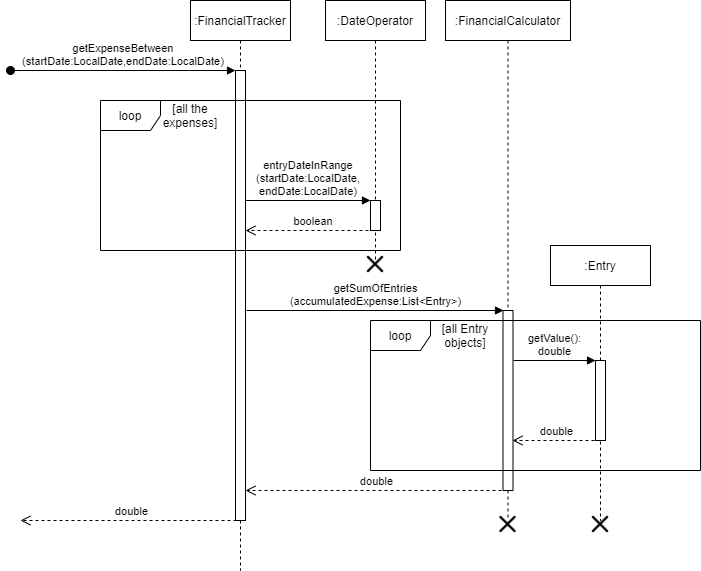 :FinancialTracker
:DateOperator
:FinancialCalculator
getExpenseBetween
(startDate:LocalDate,endDate:LocalDate)
loop
[all the
expenses]
entryDateInRange
(startDate:LocalDate,
endDate:LocalDate)
boolean
:Entry
getSumOfEntries
(accumulatedExpense:List<Entry>)
loop
[all Entry
objects]
getValue():
double
double
double
double